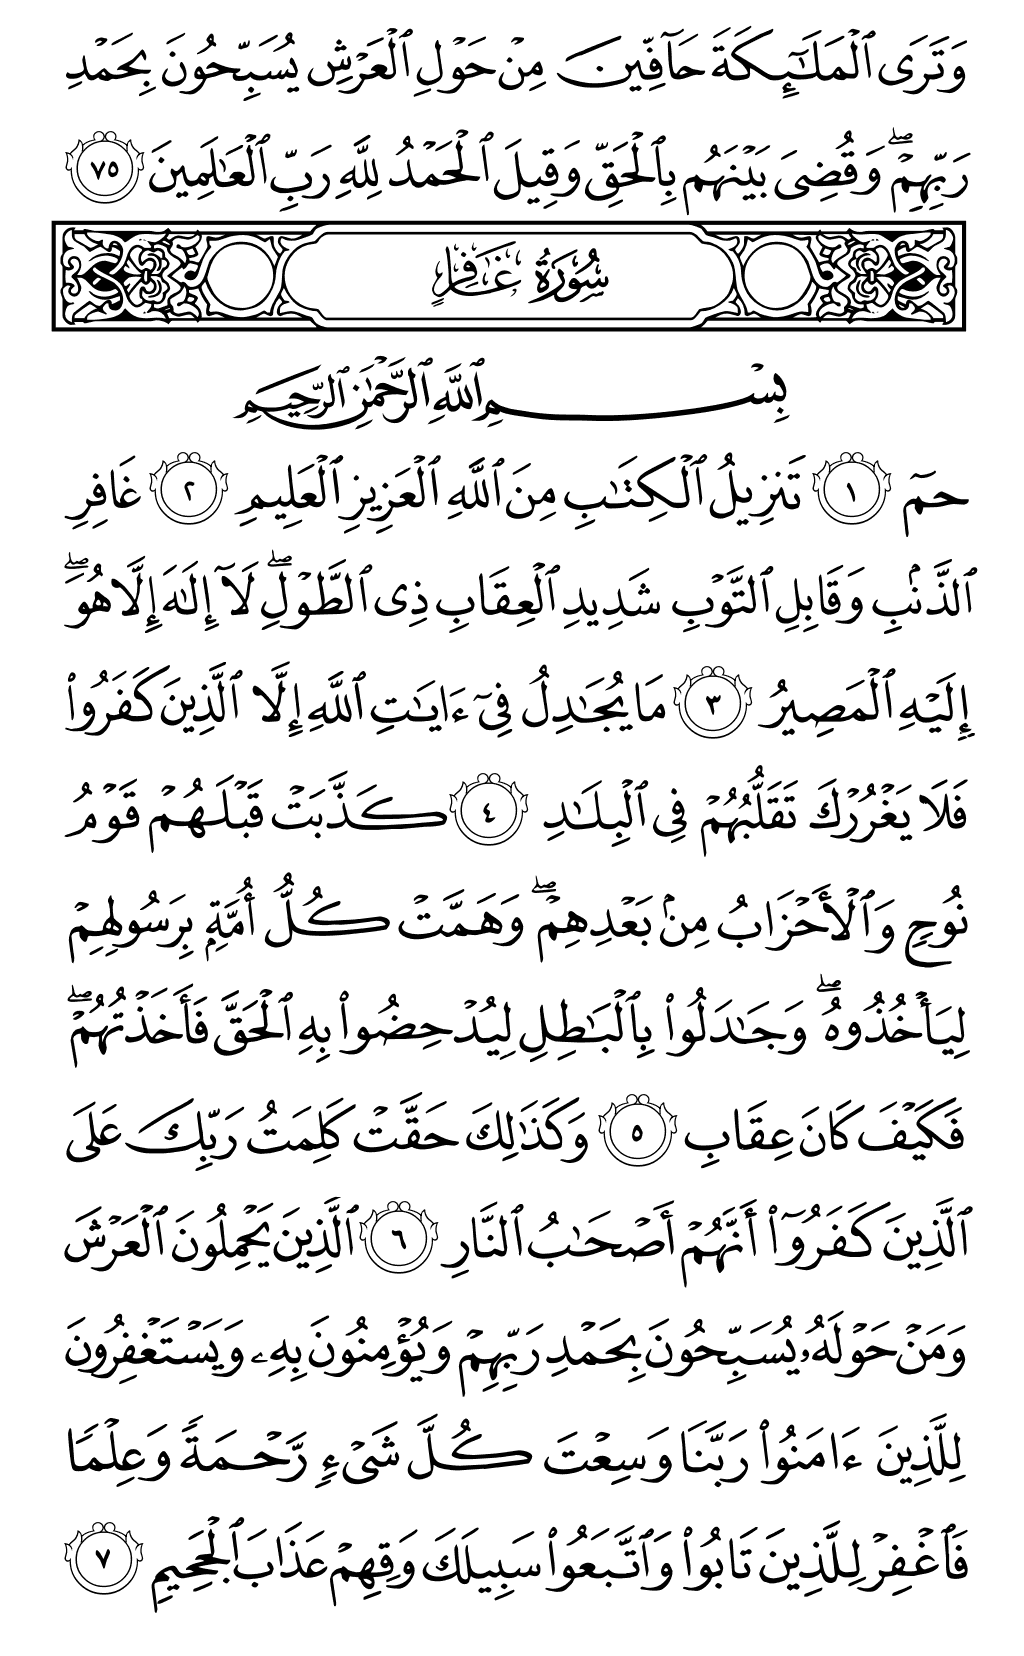 وَتَرَى ٱلْمَلَـٰٓئِكَةَ حَآفِّينَ مِنْ حَوْلِ ٱلْعَرْشِ يُسَبِّحُونَ بِحَمْدِ
رَبِّهِمْ ۖ وَقُضِىَ بَيْنَهُم بِٱلْحَقِّ وَقِيلَ ٱلْحَمْدُ لِلَّهِ رَبِّ ٱلْعَـٰلَمِينَ ٧٥
سُورَةُ غَافِرٍ
بِسْمِ ٱللَّهِ ٱلرَّحْمَـٰنِ ٱلرَّحِيمِ
حمٓ ١ تَنزِيلُ ٱلْكِتَـٰبِ مِنَ ٱللَّهِ ٱلْعَزِيزِ ٱلْعَلِيمِ ٢ غَافِرِ
ٱلذَّنۢبِ وَقَابِلِ ٱلتَّوْبِ شَدِيدِ ٱلْعِقَابِ ذِى ٱلطَّوْلِ ۖ لَآ إِلَـٰهَ إِلَّا هُوَ ۖ
إِلَيْهِ ٱلْمَصِيرُ ٣ مَا يُجَـٰدِلُ فِىٓ ءَايَـٰتِ ٱللَّهِ إِلَّا ٱلَّذِينَ كَفَرُوا۟
فَلَا يَغْرُرْكَ تَقَلُّبُهُمْ فِى ٱلْبِلَـٰدِ ٤ كَذَّبَتْ قَبْلَهُمْ قَوْمُ
نُوحٍ وَٱلْأَحْزَابُ مِنۢ بَعْدِهِمْ ۖ وَهَمَّتْ كُلُّ أُمَّةٍۭ بِرَسُولِهِمْ
لِيَأْخُذُوهُ ۖ وَجَـٰدَلُوا۟ بِٱلْبَـٰطِلِ لِيُدْحِضُوا۟ بِهِ ٱلْحَقَّ فَأَخَذْتُهُمْ ۖ
فَكَيْفَ كَانَ عِقَابِ ٥ وَكَذَٰلِكَ حَقَّتْ كَلِمَتُ رَبِّكَ عَلَى
ٱلَّذِينَ كَفَرُوٓا۟ أَنَّهُمْ أَصْحَـٰبُ ٱلنَّارِ ٦ ٱلَّذِينَ يَحْمِلُونَ ٱلْعَرْشَ
وَمَنْ حَوْلَهُۥ يُسَبِّحُونَ بِحَمْدِ رَبِّهِمْ وَيُؤْمِنُونَ بِهِۦ وَيَسْتَغْفِرُونَ
لِلَّذِينَ ءَامَنُوا۟ رَبَّنَا وَسِعْتَ كُلَّ شَىْءٍ رَّحْمَةً وَعِلْمًا
فَٱغْفِرْ لِلَّذِينَ تَابُوا۟ وَٱتَّبَعُوا۟ سَبِيلَكَ وَقِهِمْ عَذَابَ ٱلْجَحِيمِ ٧